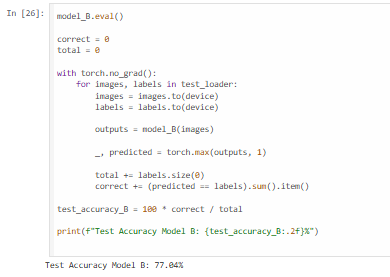 In [26]: model_B.eval()
correct = 0
total = 0
with torch.no_grad():
for images, labels in test_loader:
images = images.to(device)
labels = labels.to(device)
outputs = model_B(images)
_, predicted = torch.max(outputs, 1)
total += labels.size(0)
correct += (predicted == labels).sum().item()
test_accuracy_B = 100 * correct / total
print(f"Test Accuracy Model B: {test_accuracy_B:.2f}%")
Test Accuracy Model B: 77.04%